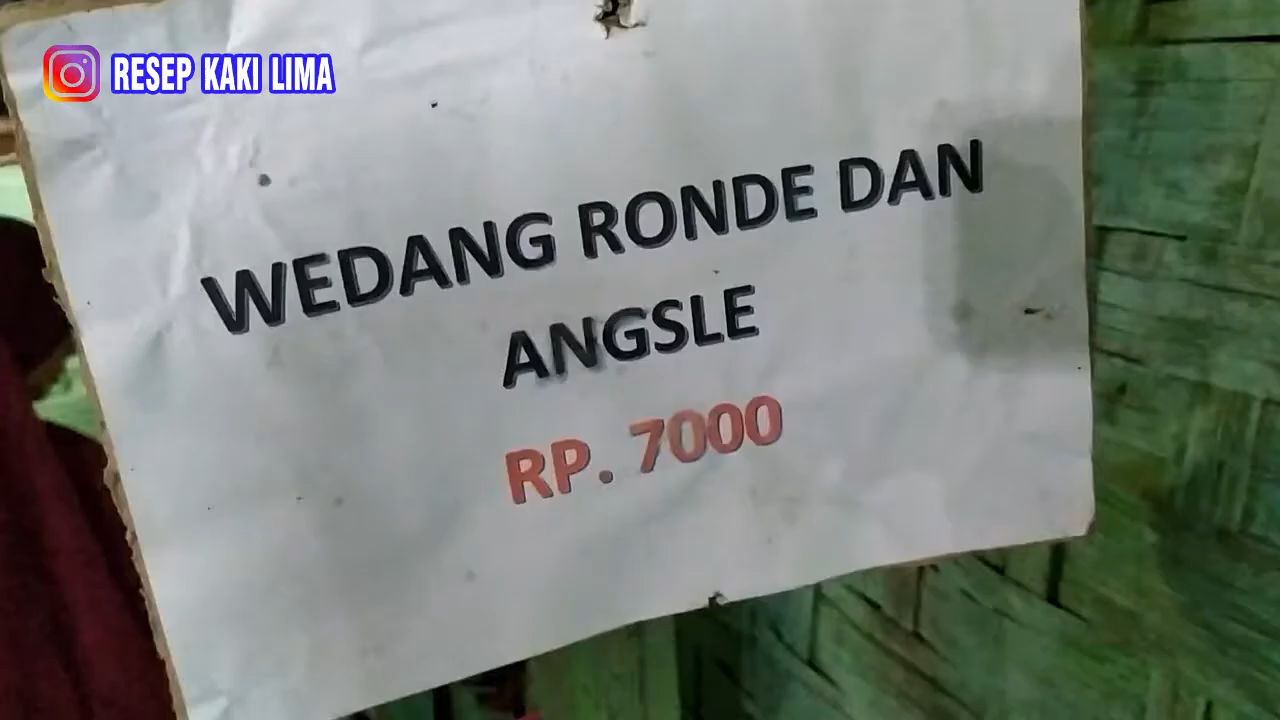 RESEP KAKI LIMA
WEDANG RONDE DAN
ANGSLE
RP. 7000